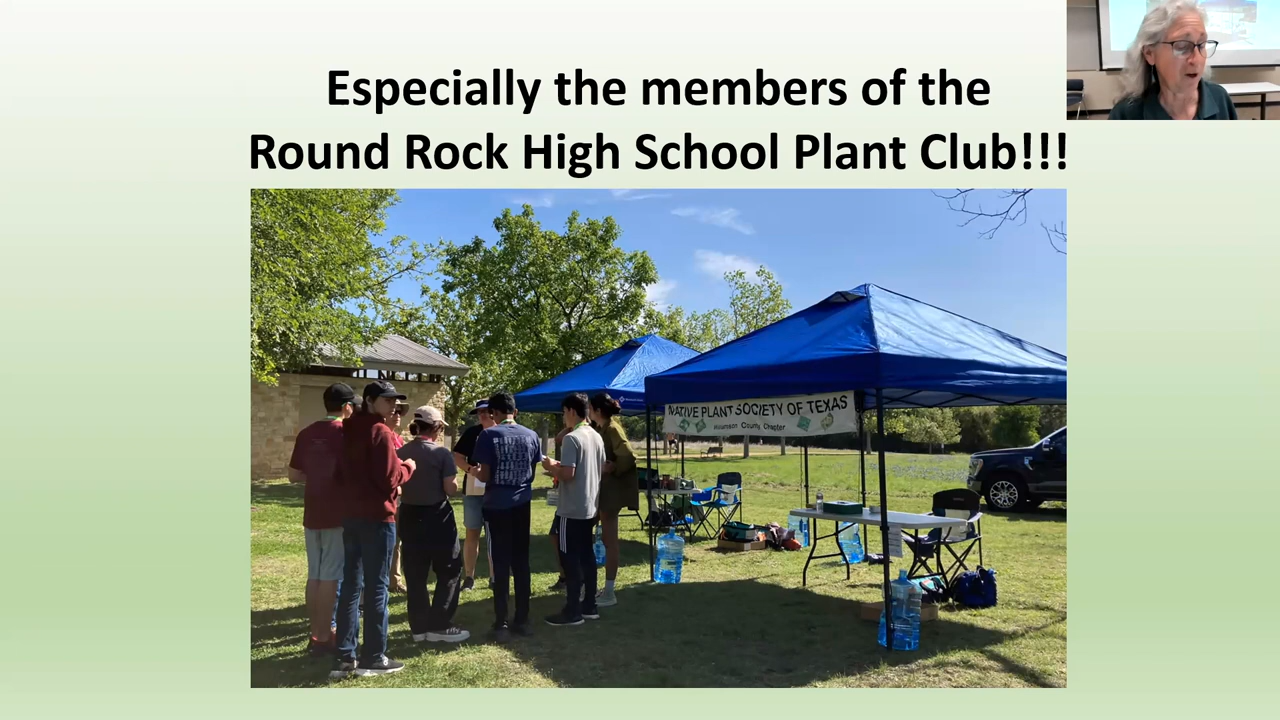 Especially the members of the
Round Rock High School Plant Club!!!
NATIVE PLANT SOCIETY OF TEXAS
Williamson County Chapter